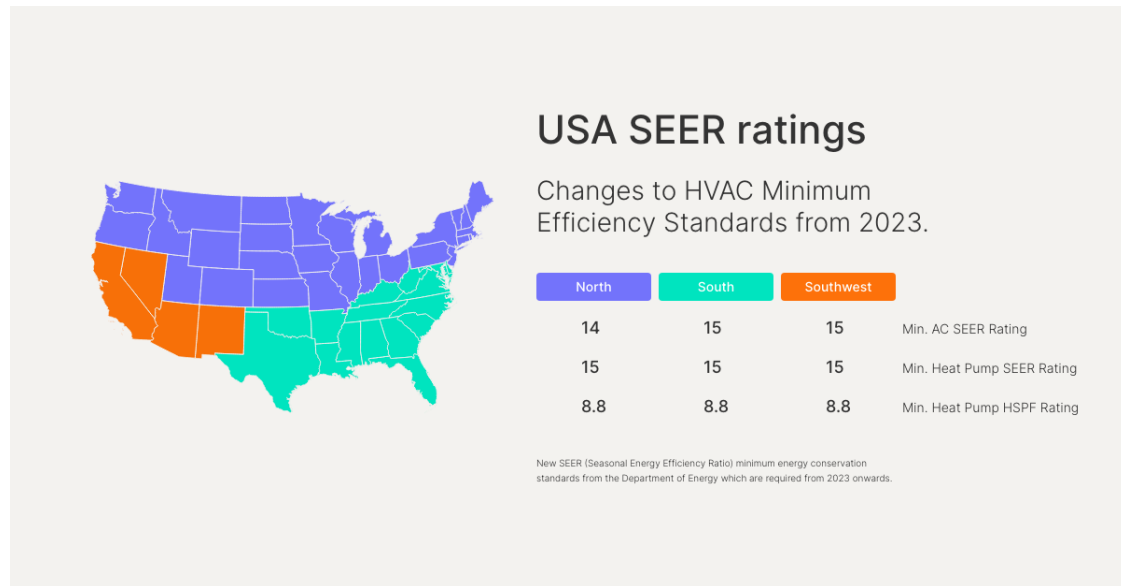 USA SEER ratings
Changes to HVAC Minimum
Efficiency Standards from 2023.
North South Southwest
14 15 15 Min. AC SEER Rating
15 15 15 Min. Heat Pump SEER Rating
8.8 8.8 8.8 Min. Heat Pump HSPF Rating
New SEER (Seasonal Energy Efficiency Ratio) minimum energy conservation
standards from the Department of Energy which are required from 2023 onwards.